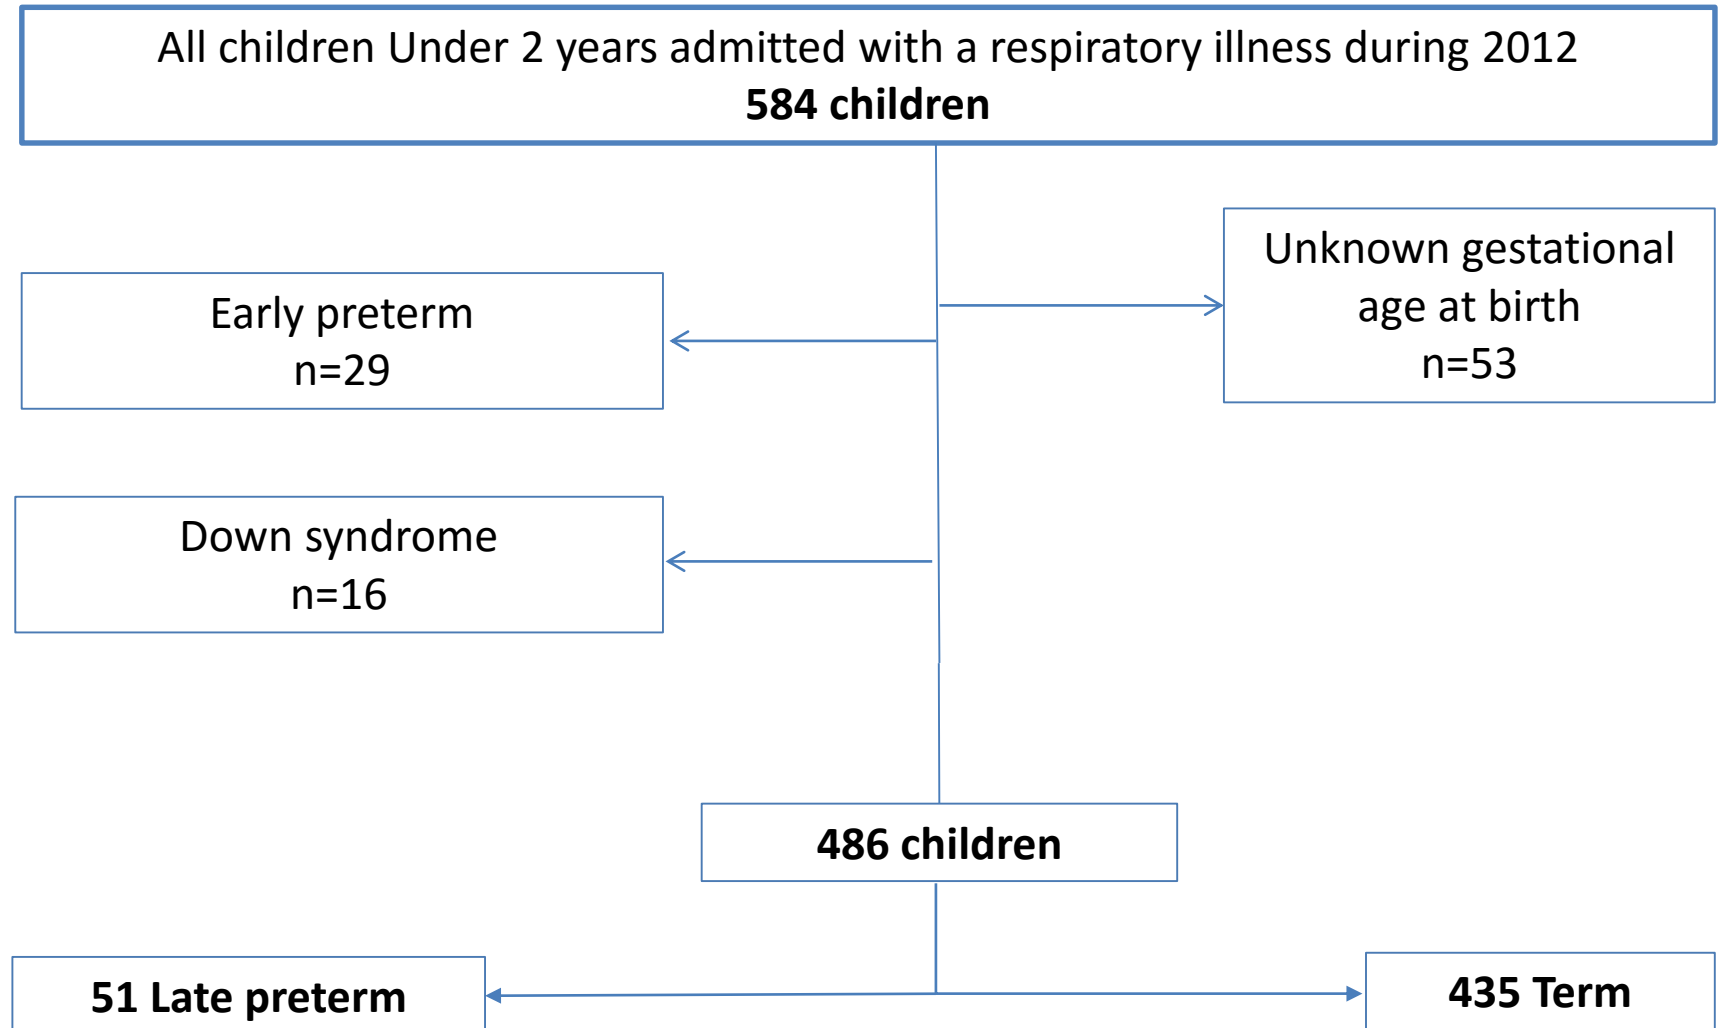 All children Under 2 years admitted with a respiratory illness during 2012
584 children
Unknown gestational
age at birth
n=53
Early preterm
n=29
Down syndrome
n=16
486 children
51 Late preterm
435 Term